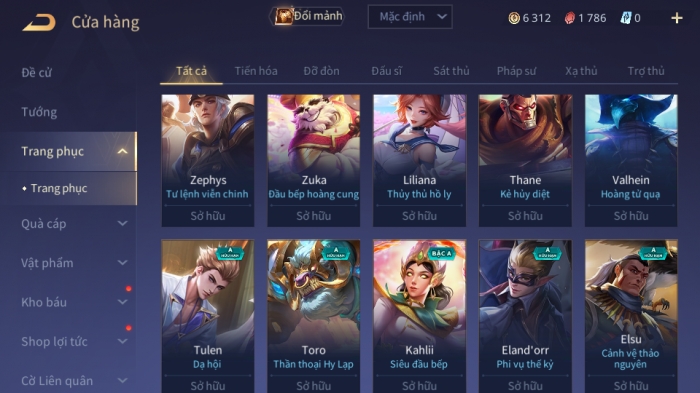 Cửa hàng
Đổi mảnh
Mặc định
6 312
1 786
0
Đề cử
Tướng
Trang phục
Trang phục
Quà cáp
Vật phẩm
Kho báu
Shop lợi tức
Cờ Liên quân
Tất cả
Tiến hóa
Đỡ đòn
Đấu sĩ
Sát thủ
Pháp sư
Xạ thủ
Trợ thủ
Zephys
Tư lệnh viễn chinh
Sở hữu
Zuka
Đầu bếp hoàng cung
Sở hữu
Liliana
Thủy thủ hồ ly
Sở hữu
Thane
Kẻ hủy diệt
Sở hữu
Valhein
Hoàng tử quạ
Sở hữu
A
HỮU HẠN
Tulen
Dạ hội
Sở hữu
A
HỮU HẠN
Toro
Thần thoại Hy Lạp
Sở hữu
BẬC A
Kahlii
Siêu đầu bếp
Sở hữu
A
HỮU HẠN
Eland'orr
Phi vụ thế kỷ
Sở hữu
A
HỮU HẠN
Elsu
Cảnh vệ thảo
nguyên
Sở hữu